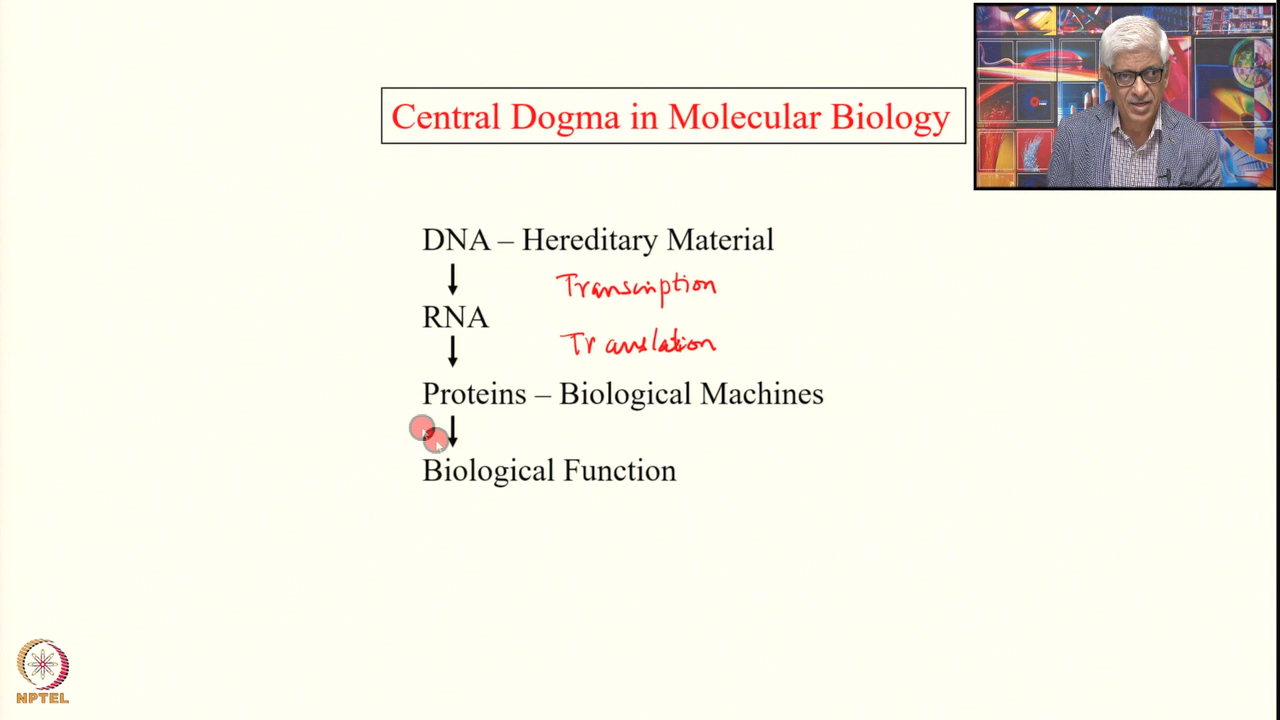 Central Dogma in Molecular Biology
DNA – Hereditary Material
Transcription
RNA
Translation
Proteins – Biological Machines
Biological Function
NPTEL